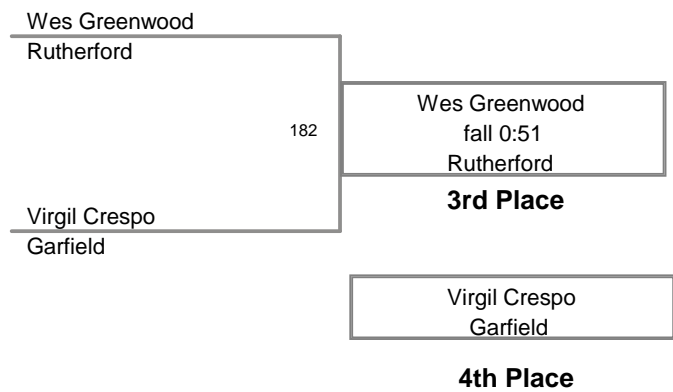 Wes Greenwood
Rutherford
182
Wes Greenwood
fall 0:51
Rutherford
3rd Place
Virgil Crespo
Garfield
Virgil Crespo
Garfield
4th Place